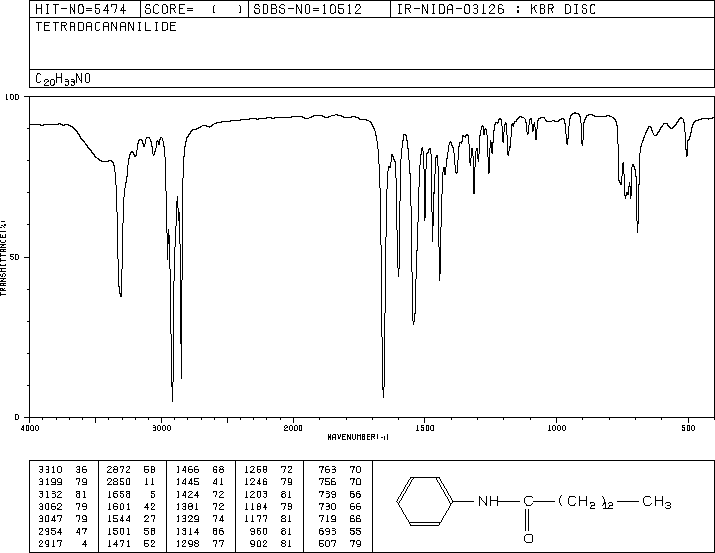 HIT-NO=5474 SCORE= ( ) SDBS-NO=10512 IR-NIDA-03126 : KBR DISC
TETRADACANANILIDE
C20H33NO
100
TRANSMITTANCE(%)
50
0
4000 3000 2000 1500 1000 500
WAVENUMBER(-1)
3310 36 2872 68 1466 68 1268 72 763 70
3199 79 2850 11 1445 41 1246 79 756 70
3132 81 1658 5 1424 72 1203 81 739 66
3062 79 1601 42 1381 72 1184 79 730 66
3047 79 1544 27 1329 74 1177 81 719 66
2954 47 1501 58 1314 66 960 81 693 55
2917 4 1471 52 1298 77 902 81 507 79
NH C (CH2)12 CH3
O